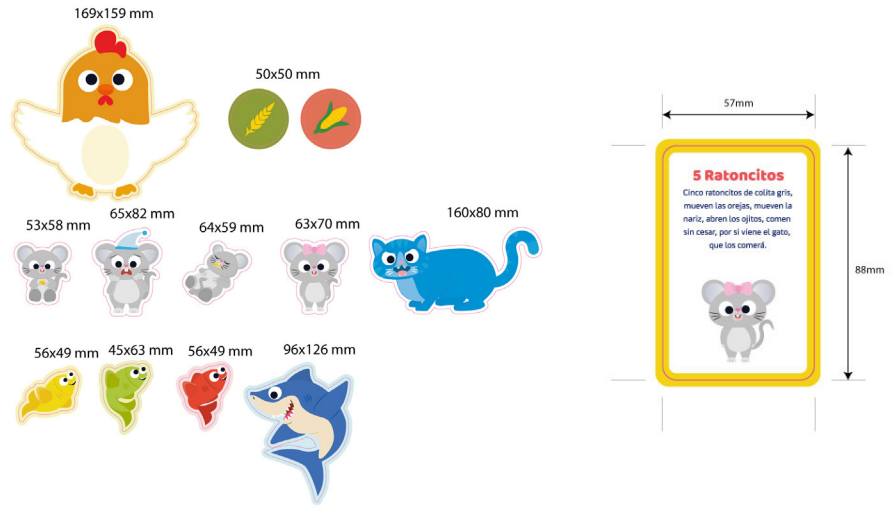 169x159 mm
50x50 mm
53x58 mm
65x82 mm
64x59 mm
63x70 mm
160x80 mm
56x49 mm
45x63 mm
56x49 mm
96x126 mm
57mm
5 Ratoncitos
Cinco ratoncitos de colita gris,
mueven las orejas, mueven la
nariz, abren los ojitos, comen
sin cesar, por si viene el gato,
que los comerá.
88mm